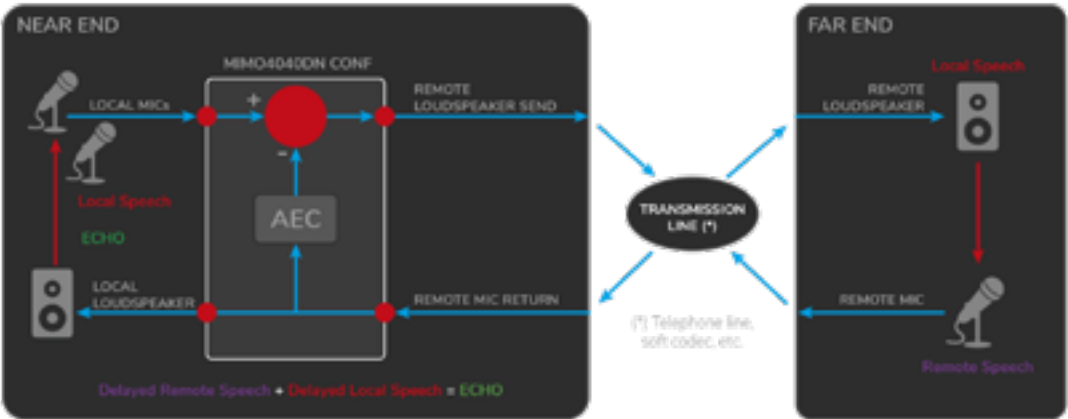 NEAR END
FAR END
MIMO4040DN CONF
Local Speech
LOCAL MICs
+
REMOTE
LOUDSPEAKER SEND
REMOTE
LOUDSPEAKER
-
Local Speech
AEC
TRANSMISSION
LINE (*)
ECHO
LOCAL
LOUDSPEAKER
REMOTE MIC RETURN
REMOTE MIC
(*) Telephone line,
soft codec, etc.
Remote Speech
Delayed Remote Speech + Delayed Local Speech = ECHO